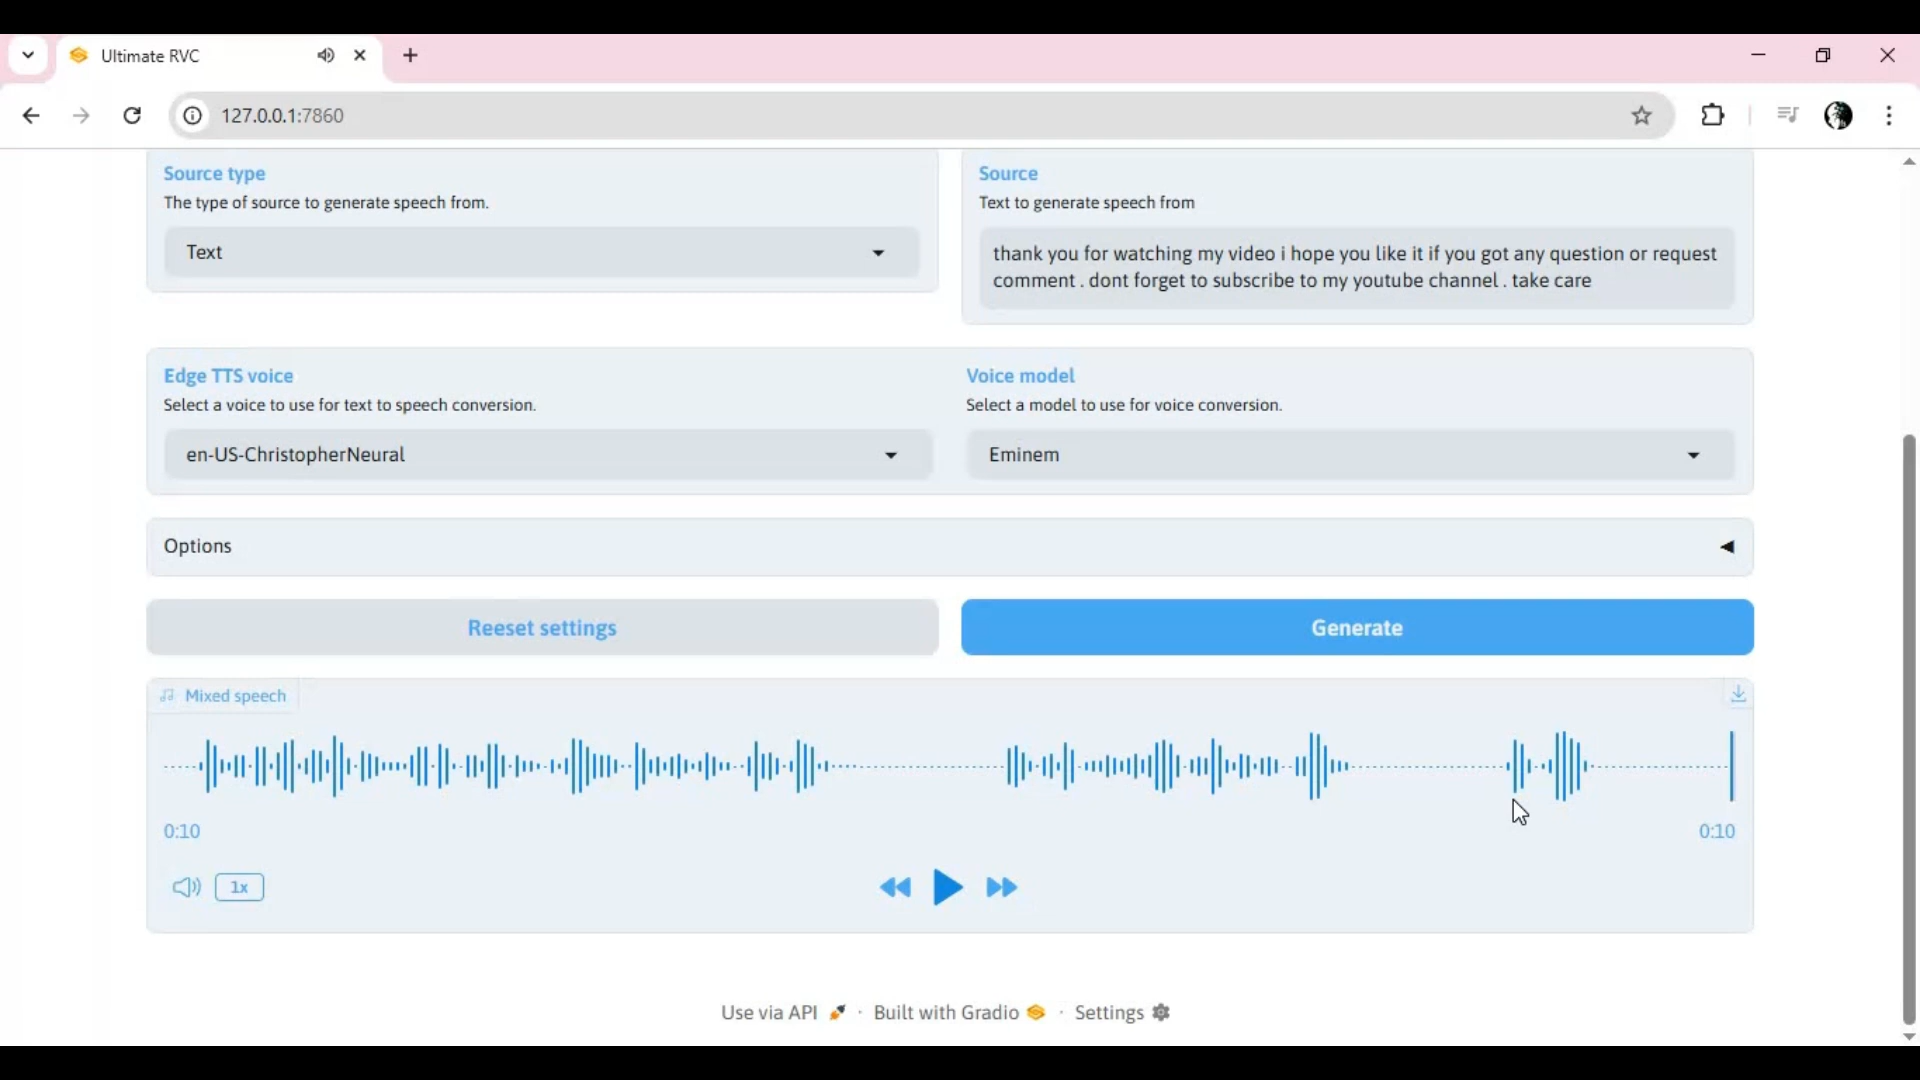 Ultimate RVC
127.0.0.1:7860
Source type
The type of source to generate speech from.
Text
Source
Text to generate speech from
thank you for watching my video i hope you like it if you got any question or request
comment . dont forget to subscribe to my youtube channel . take care
Edge TTS voice
Select a voice to use for text to speech conversion.
en-US-ChristopherNeural
Voice model
Select a model to use for voice conversion.
Eminem
Options
Reeset settings
Generate
Mixed speech
0:10
0:10
1x
Use via API · Built with Gradio · Settings